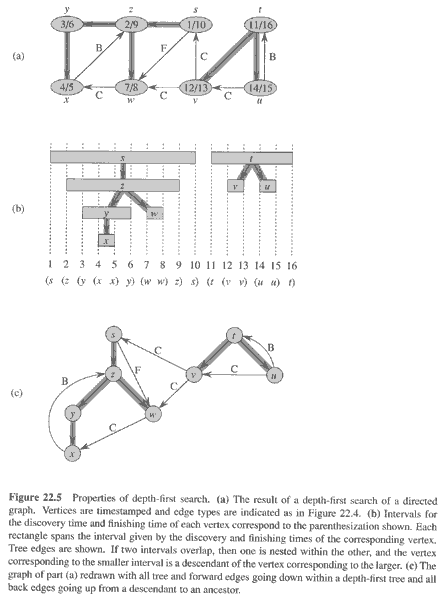 y z s t
3/6 2/9 1/10 11/16
(a) B F C B
4/5 7/8 12/13 14/15
x C w C v C u
s t
z v u
(b) y w
x
1 2 3 4 5 6 7 8 9 10 11 12 13 14 15 16
(s (z (y (x x) y) (w w) z) s) (t (v v) (u u) t)
s t
C B
B z F v C u
(c) C
y w
C
x
Figure 22.5 Properties of depth-first search. (a) The result of a depth-first search of a directed
graph. Vertices are timestamped and edge types are indicated as in Figure 22.4. (b) Intervals for
the discovery time and finishing time of each vertex correspond to the parenthesization shown. Each
rectangle spans the interval given by the discovery and finishing times of the corresponding vertex.
Tree edges are shown. If two intervals overlap, then one is nested within the other, and the vertex
corresponding to the smaller interval is a descendant of the vertex corresponding to the larger. (c) The
graph of part (a) redrawn with all tree and forward edges going down within a depth-first tree and all
back edges going up from a descendant to an ancestor.